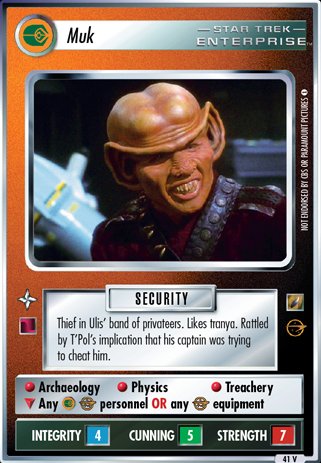 Muk
STAR TREK
ENTERPRISE™
NOT ENDORSED BY CBS OR PARAMOUNT PICTURES
SECURITY
Thief in Ulis' band of privateers. Likes tranya. Rattled
by T'Pol's implication that his captain was trying
to cheat him.
Archaeology Physics Treachery
Any personnel OR any equipment
INTEGRITY 4 CUNNING 5 STRENGTH 7
41 V